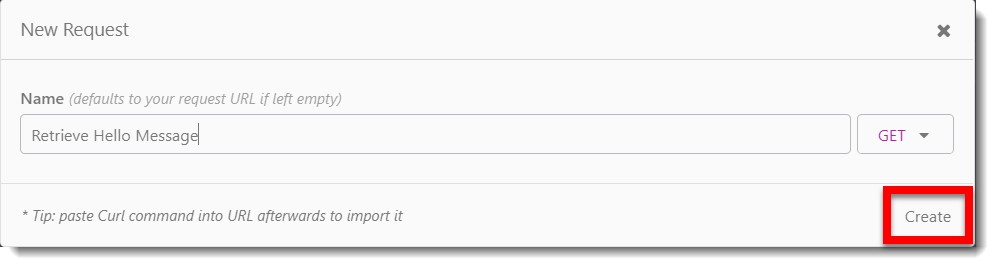 New Request
Name (defaults to your request URL if left empty)
Retrieve Hello Message
GET
* Tip: paste Curl command into URL afterwards to import it
Create